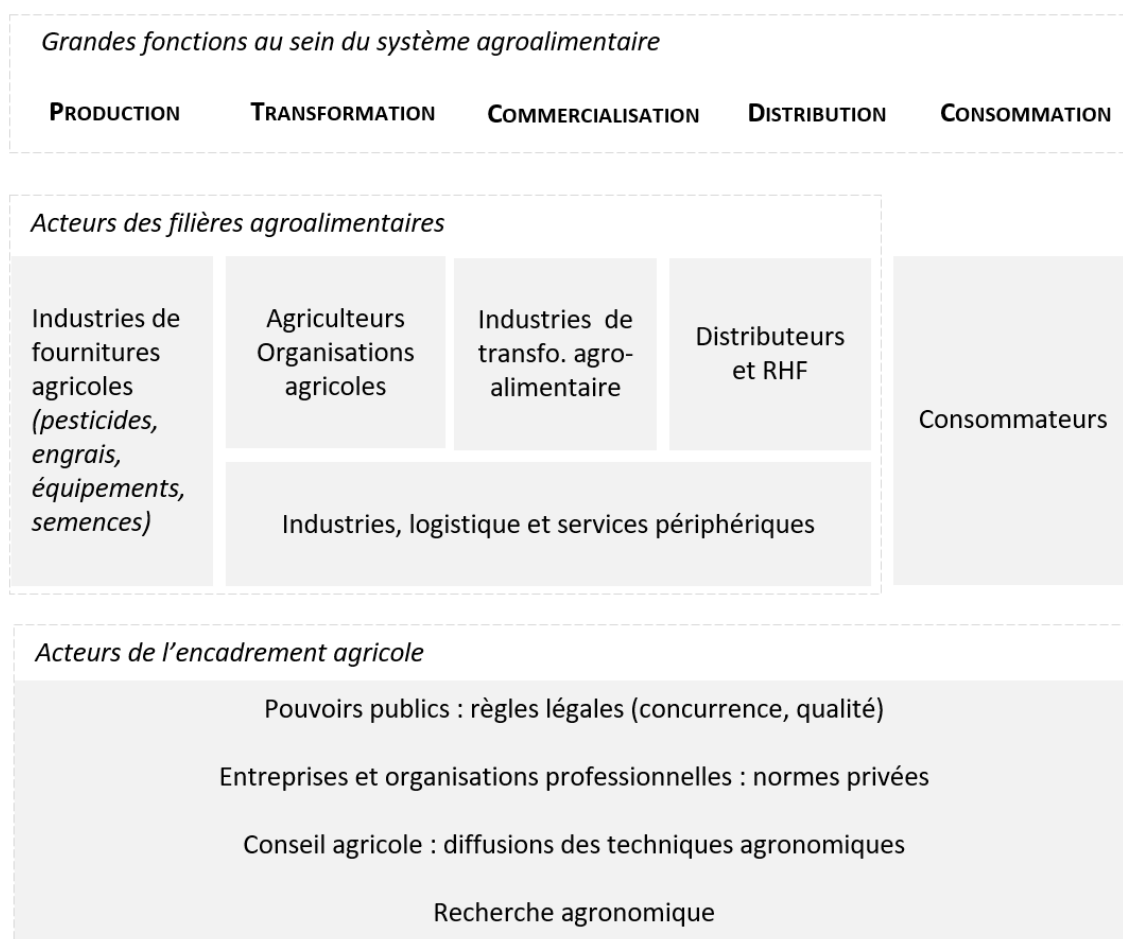 Grandes fonctions au sein du système agroalimentaire
PRODUCTION TRANSFORMATION COMMERCIALISATION DISTRIBUTION CONSOMMATION
Acteurs des filières agroalimentaires
Industries de
fournitures
agricoles
(pesticides,
engrais,
équipements,
semences)
Agriculteurs
Organisations
agricoles
Industries de
transfo. agro-
alimentaire
Distributeurs
et RHF
Consommateurs
Industries, logistique et services périphériques
Acteurs de l’encadrement agricole
Pouvoirs publics : règles légales (concurrence, qualité)
Entreprises et organisations professionnelles : normes privées
Conseil agricole : diffusions des techniques agronomiques
Recherche agronomique